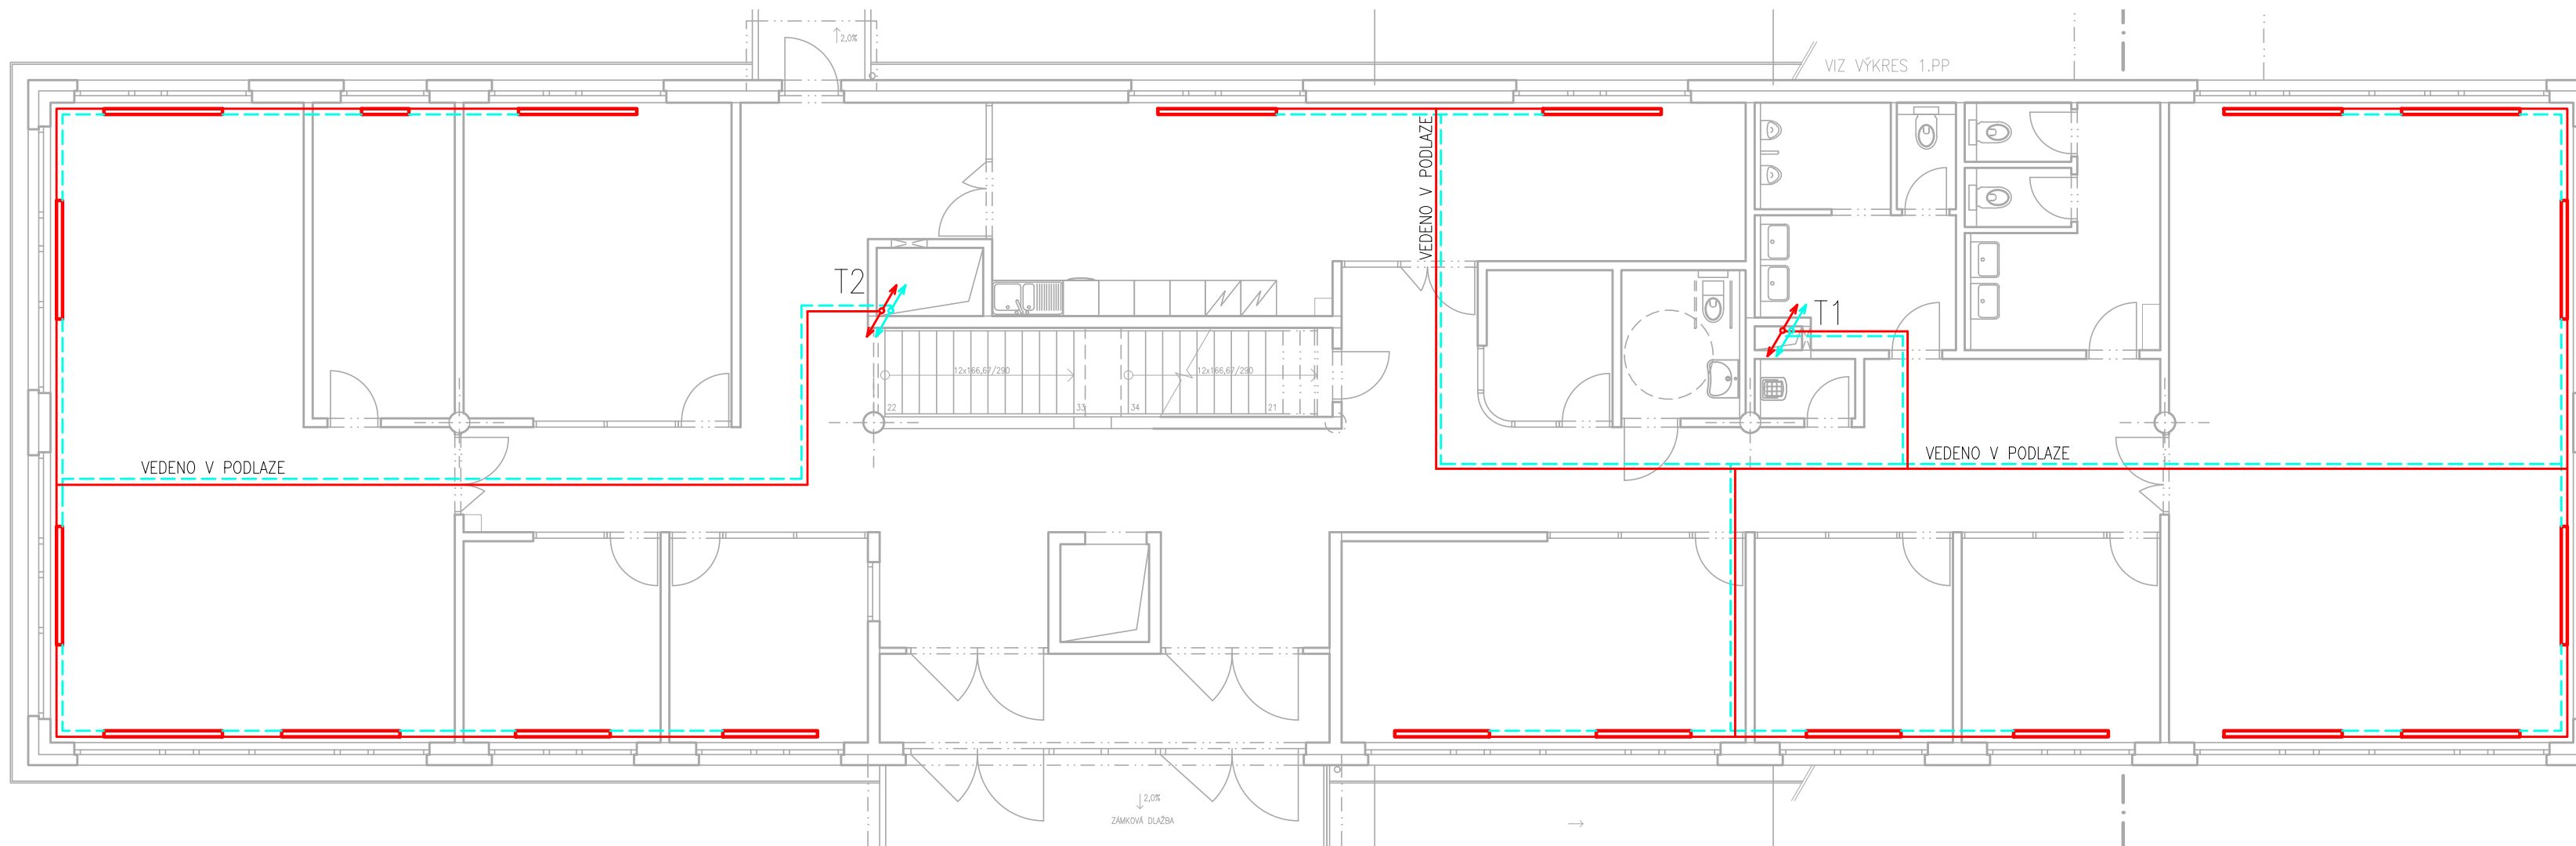 2,0%
VIZ VÝKRES 1.PP
VEDENO V PODLAZE
T2
T1
12x166,67/290
12x166,67/290
22
33
34
21
VEDENO V PODLAZE
VEDENO V PODLAZE
2,0%
ZÁMKOVÁ DLAŽBA